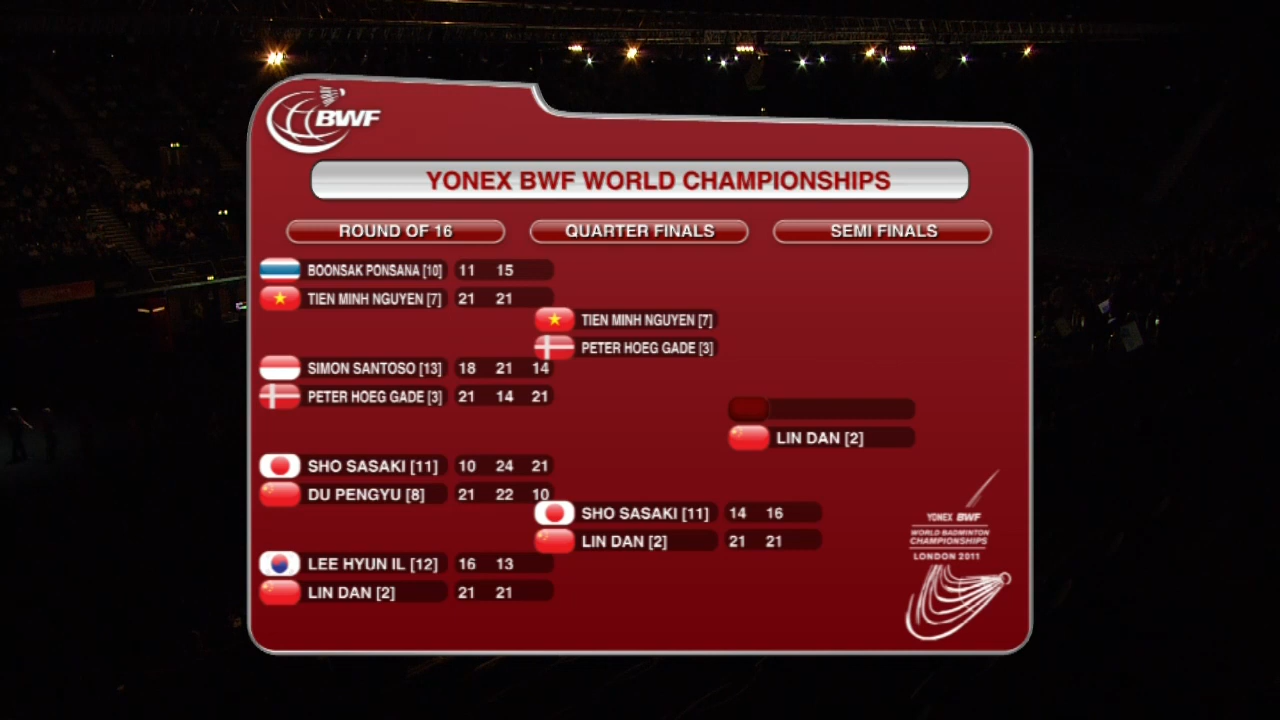 BWF
YONEX BWF WORLD CHAMPIONSHIPS
ROUND OF 16
QUARTER FINALS
SEMI FINALS
BOONSAK PONSANA [10] 11 15
TIEN MINH NGUYEN [7] 21 21
TIEN MINH NGUYEN [7]
PETER HOEG GADE [3]
SIMON SANTOSO [13] 18 21 14
PETER HOEG GADE [3] 21 14 21
LIN DAN [2]
SHO SASAKI [11] 10 24 21
DU PENGYU [8] 21 22 10
SHO SASAKI [11] 14 16
LIN DAN [2] 21 21
LEE HYUN IL [12] 16 13
LIN DAN [2] 21 21
YONEX BWF
WORLD BADMINTON
CHAMPIONSHIPS
LONDON 2011